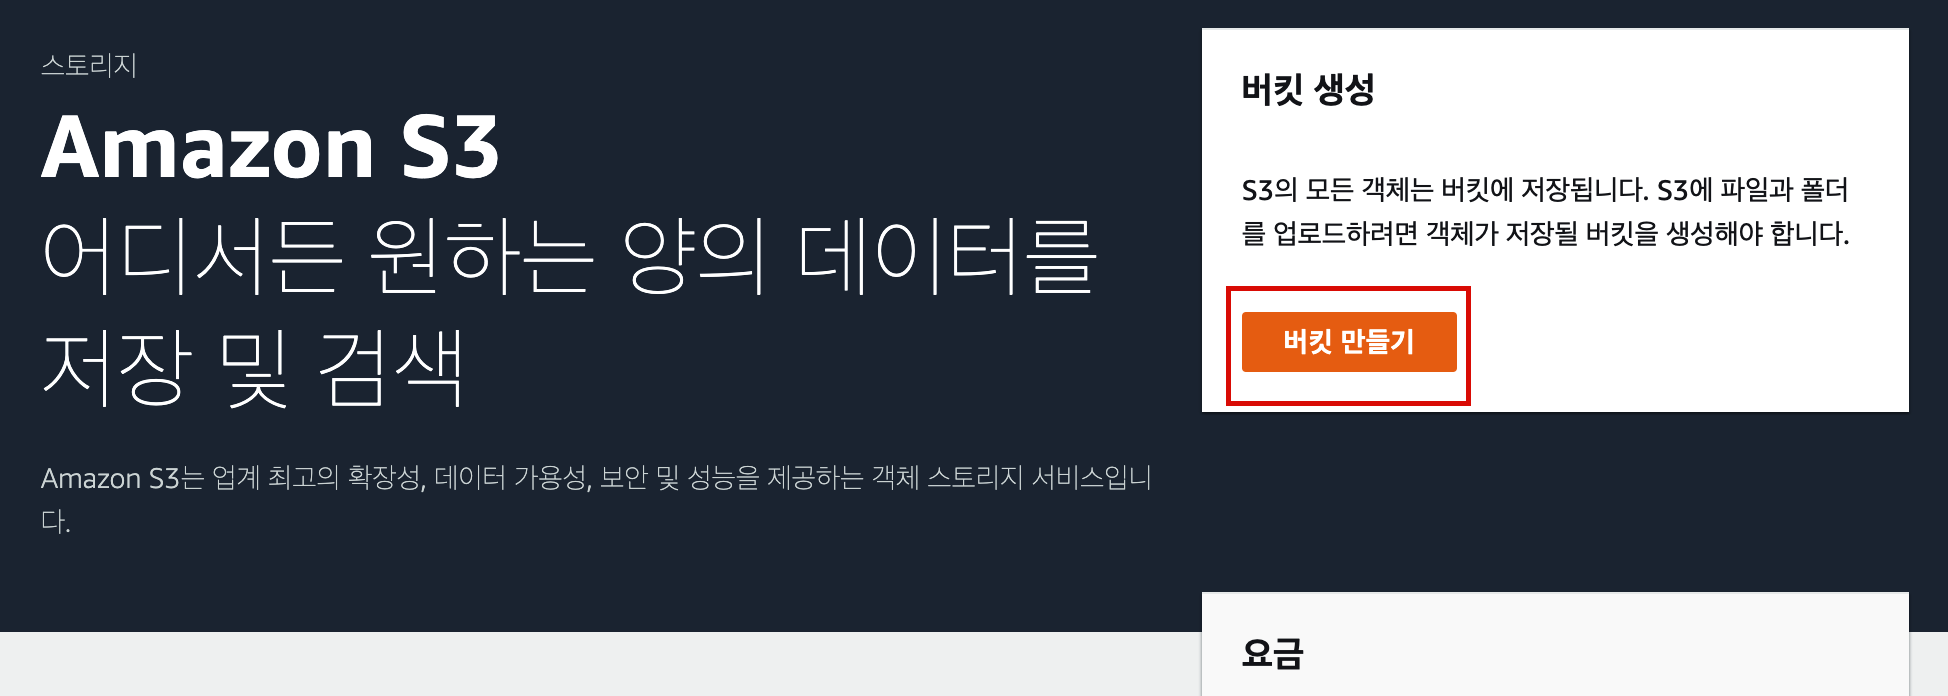 스토리지
Amazon S3
어디서든 원하는 양의 데이터를
저장 및 검색
Amazon S3는 업계 최고의 확장성, 데이터 가용성, 보안 및 성능을 제공하는 객체 스토리지 서비스입니
다.
버킷 생성
S3의 모든 객체는 버킷에 저장됩니다. S3에 파일과 폴더
를 업로드하려면 객체가 저장될 버킷을 생성해야 합니다.
버킷 만들기
요금